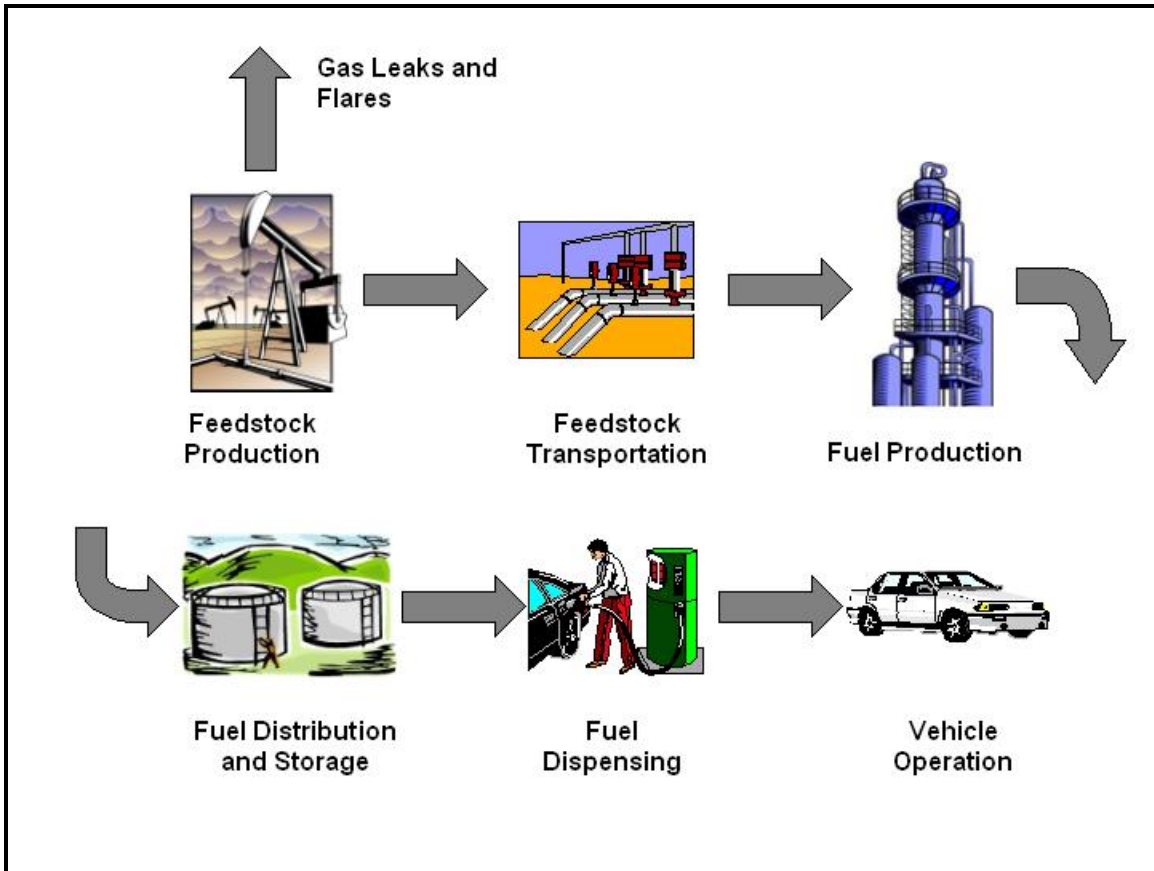 Gas Leaks and
Flares
Feedstock
Production
Feedstock
Transportation
Fuel Production
Fuel Distribution
and Storage
Fuel
Dispensing
Vehicle
Operation